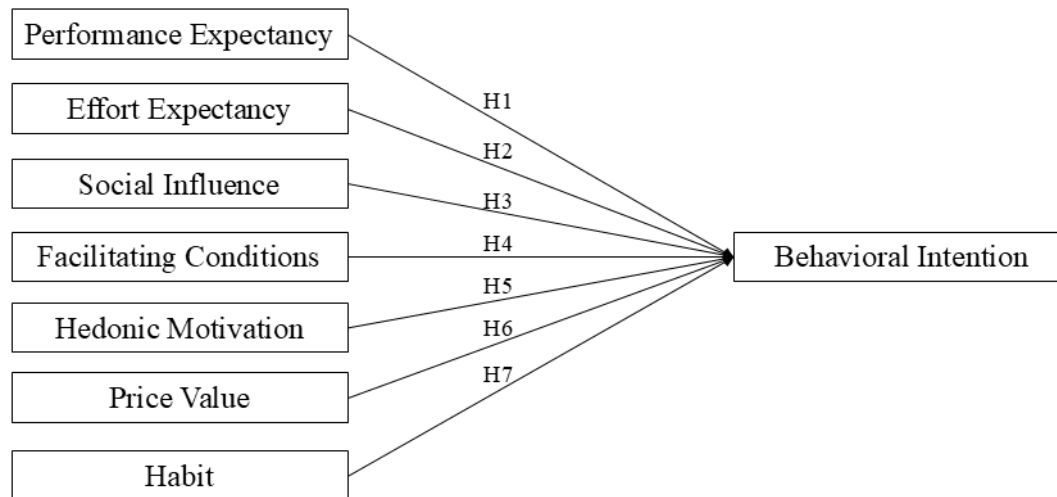 Performance Expectancy
H1
Effort Expectancy
H2
Social Influence
H3
Facilitating Conditions
H4
Behavioral Intention
Hedonic Motivation
H5
Price Value
H6
Habit
H7